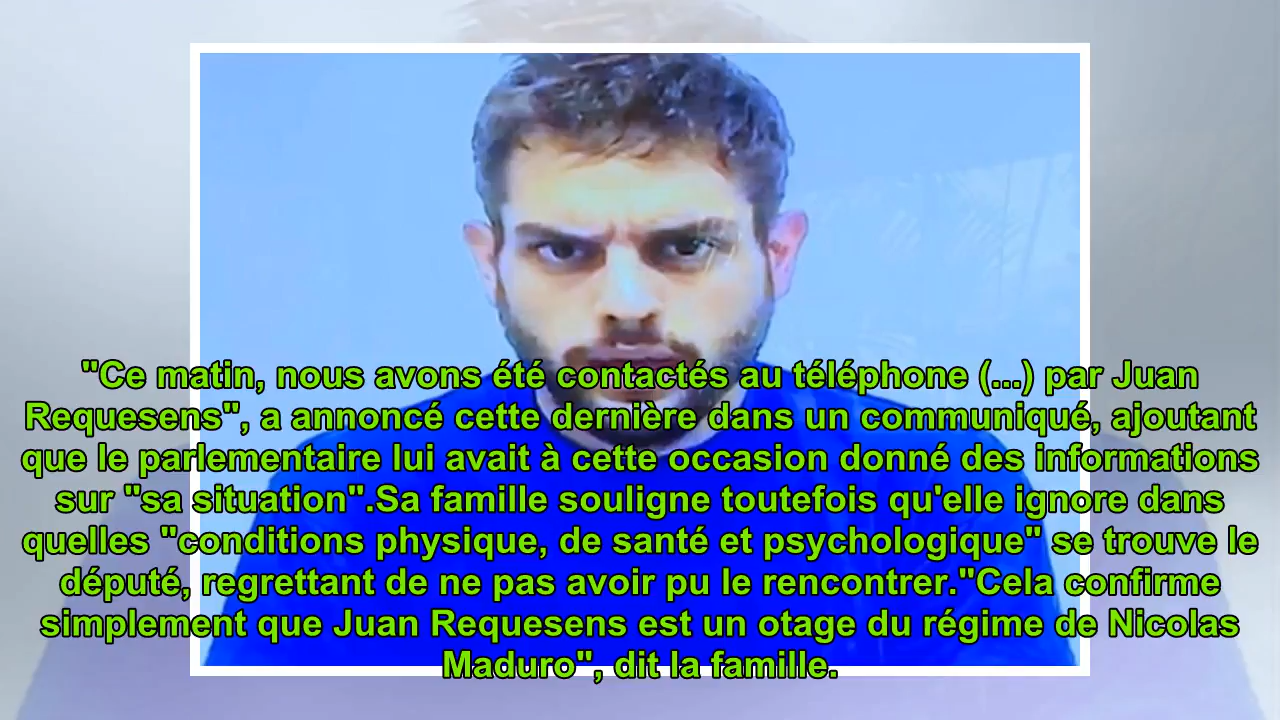 "Ce matin, nous avons été contactés au téléphone (...) par Juan
Requesens", a annoncé cette dernière dans un communiqué, ajoutant
que le parlementaire lui avait à cette occasion donné des informations
sur "sa situation".Sa famille souligne toutefois qu'elle ignore dans
quelles "conditions physique, de santé et psychologique" se trouve le
député, regrettant de ne pas avoir pu le rencontrer."Cela confirme
simplement que Juan Requesens est un otage du régime de Nicolas
Maduro", dit la famille.